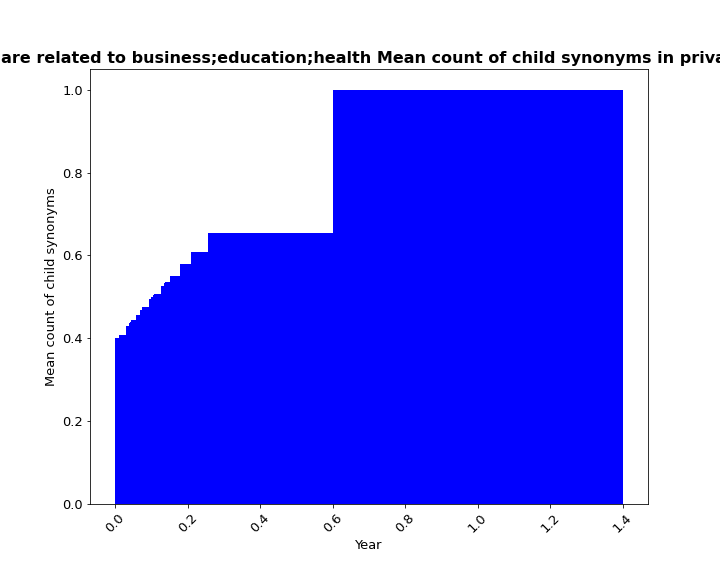 are related to business;education;health Mean count of child synonyms in
1.0
0.8
0.6
0.4
0.2
0.0
Mean count of child synonyms
0.0 0.2 0.4 0.6 0.8 1.0 1.2 1.4
Year